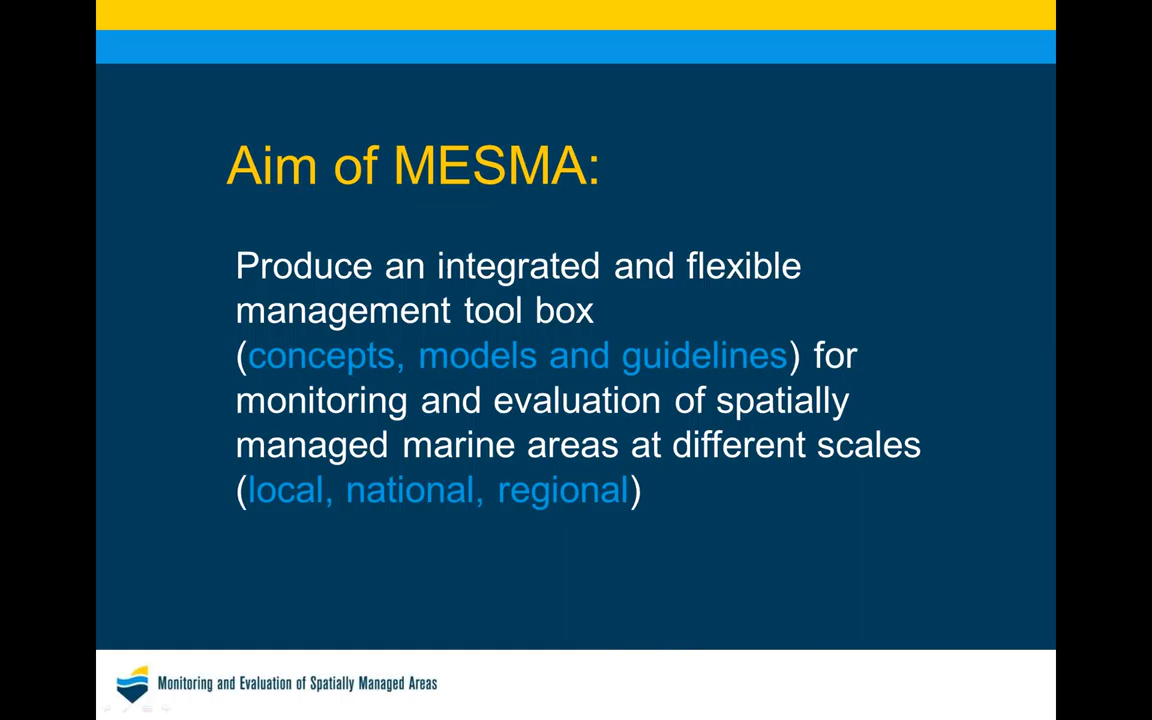 Aim of MESMA:
Produce an integrated and flexible
management tool box
(concepts, models and guidelines) for
monitoring and evaluation of spatially
managed marine areas at different scales
(local, national, regional)
Monitoring and Evaluation of Spatially Managed Areas